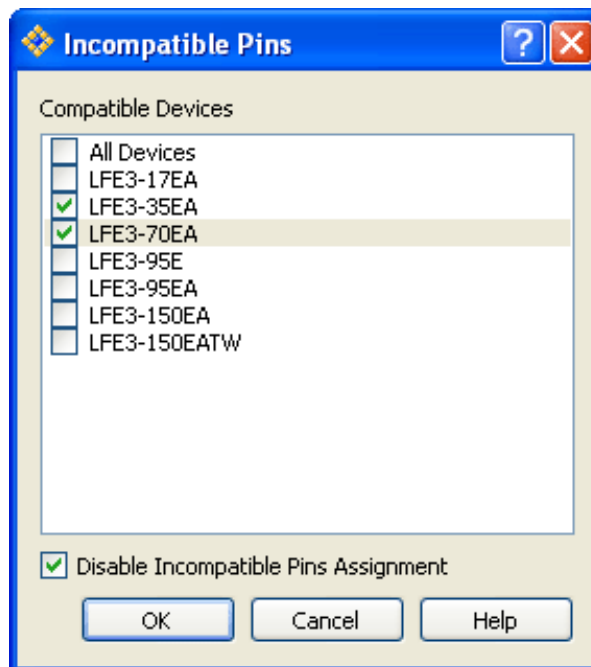 Incompatible Pins
Compatible Devices
All Devices
LFE3-17EA
LFE3-35EA
LFE3-70EA
LFE3-95E
LFE3-95EA
LFE3-150EA
LFE3-150EATW
Disable Incompatible Pins Assignment
OK Cancel Help